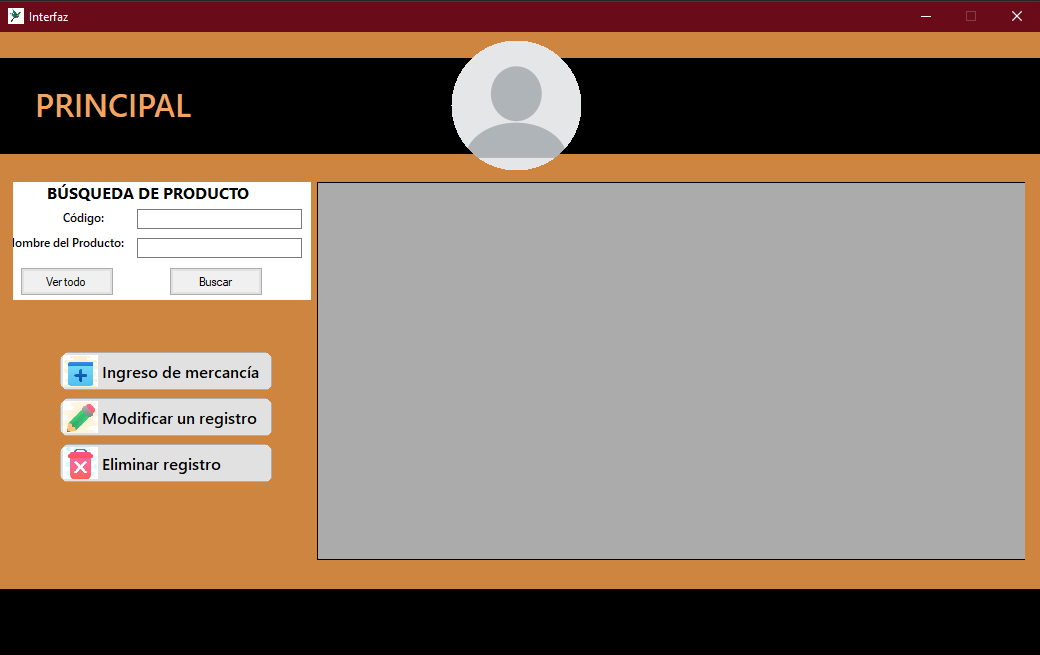 Interfaz
PRINCIPAL
BÚSQUEDA DE PRODUCTO
Código:
ombre del Producto:
Ver todo
Buscar
Ingreso de mercancía
Modificar un registro
Eliminar registro